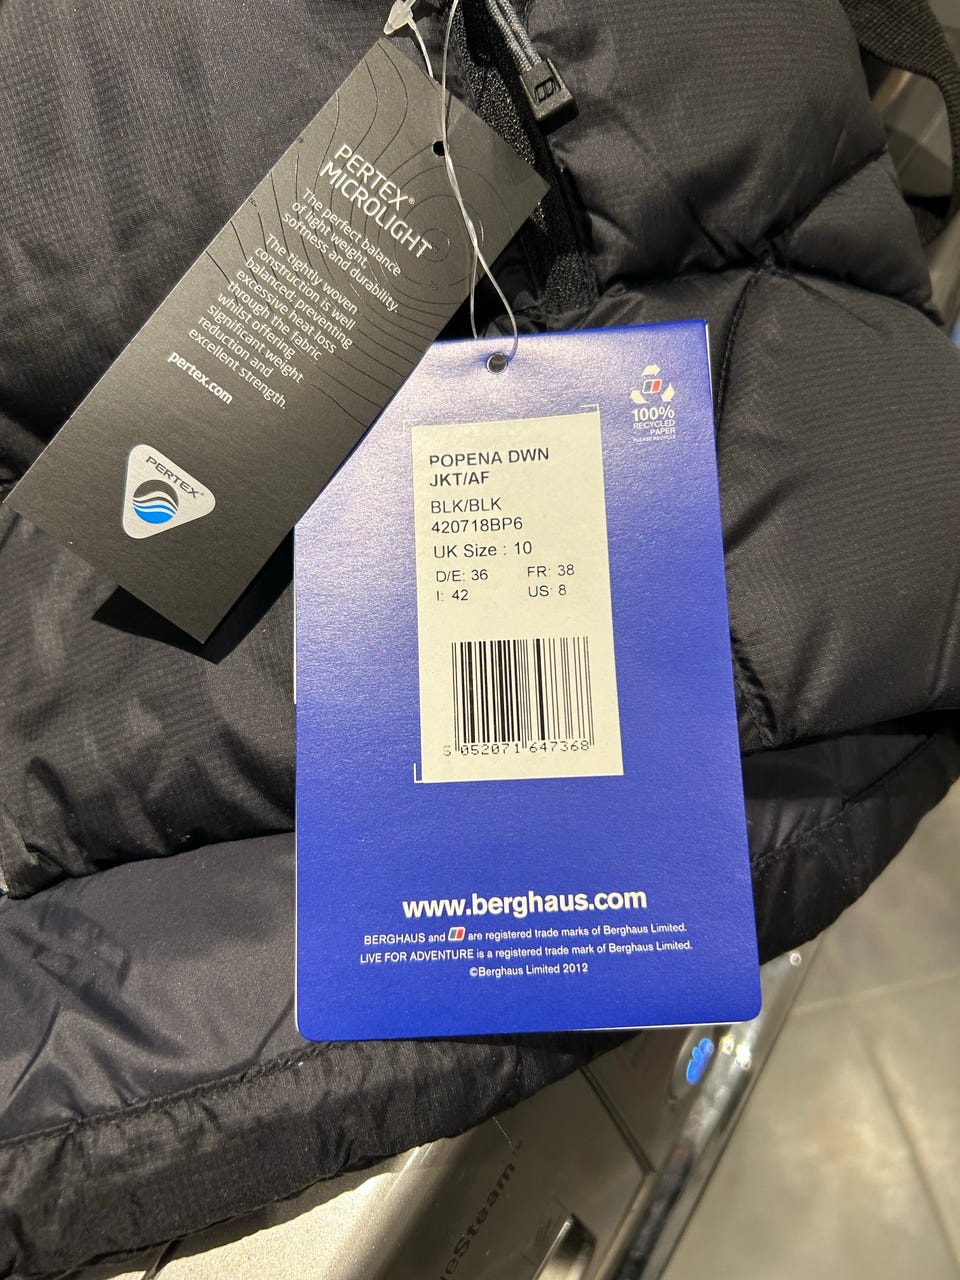 PERTEX®
MICROLIGHT
The perfect balance
of light weight,
softness and durability.
The tightly woven
construction is well
balanced; preventing
excessive heat loss
through the fabric
whilst offering
significant weight
reduction and
excellent strength.
pertex.com
PERTEX®
100%
RECYCLED
PAPER
PLEASE RECYCLE
POPENA DWN
JKT/AF
BLK/BLK
420718BP6
UK Size : 10
D/E: 36 FR: 38
I: 42 US: 8
5 052071 647368
www.berghaus.com
BERGHAUS and are registered trade marks of Berghaus Limited.
LIVE FOR ADVENTURE is a registered trade mark of Berghaus Limited.
©Berghaus Limited 2012